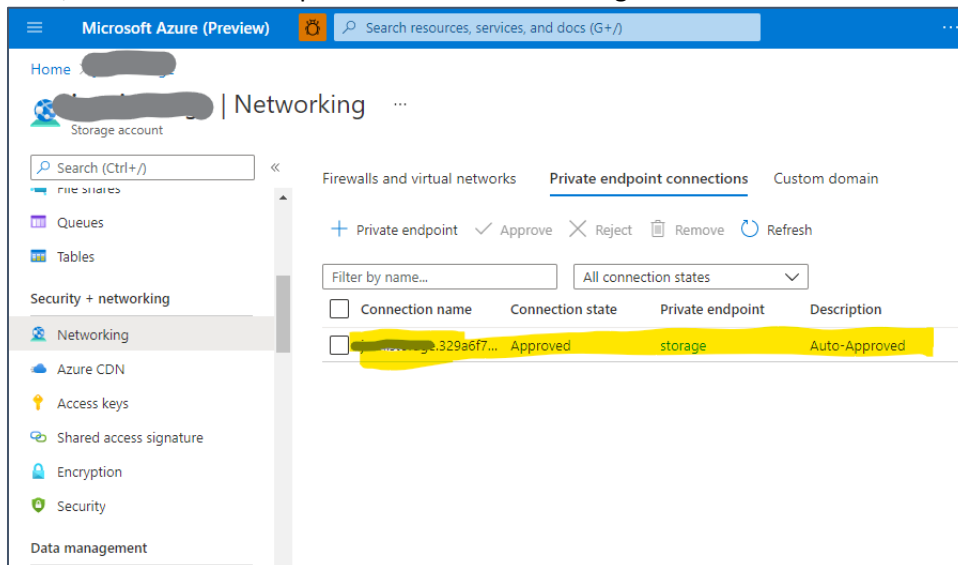 Microsoft Azure (Preview)
Search resources, services, and docs (G+/)
...
Home
| Networking ...
Storage account
Search (Ctrl+/)
«
File shares
Queues
Tables
Security + networking
Networking
Azure CDN
Access keys
Shared access signature
Encryption
Security
Data management
Firewalls and virtual networks Private endpoint connections Custom domain
+ Private endpoint Approve Reject Remove Refresh
Filter by name... All connection states
Connection name Connection state Private endpoint Description
.329a6f7... Approved storage Auto-Approved